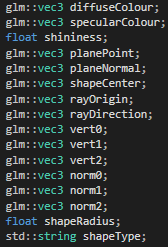 glm::vec3 diffuseColour;
glm::vec3 specularColour;
float shininess;
glm::vec3 planePoint;
glm::vec3 planeNormal;
glm::vec3 shapeCenter;
glm::vec3 rayOrigin;
glm::vec3 rayDirection;
glm::vec3 vert0;
glm::vec3 vert1;
glm::vec3 vert2;
glm::vec3 norm0;
glm::vec3 norm1;
glm::vec3 norm2;
float shapeRadius;
std::string shapeType;